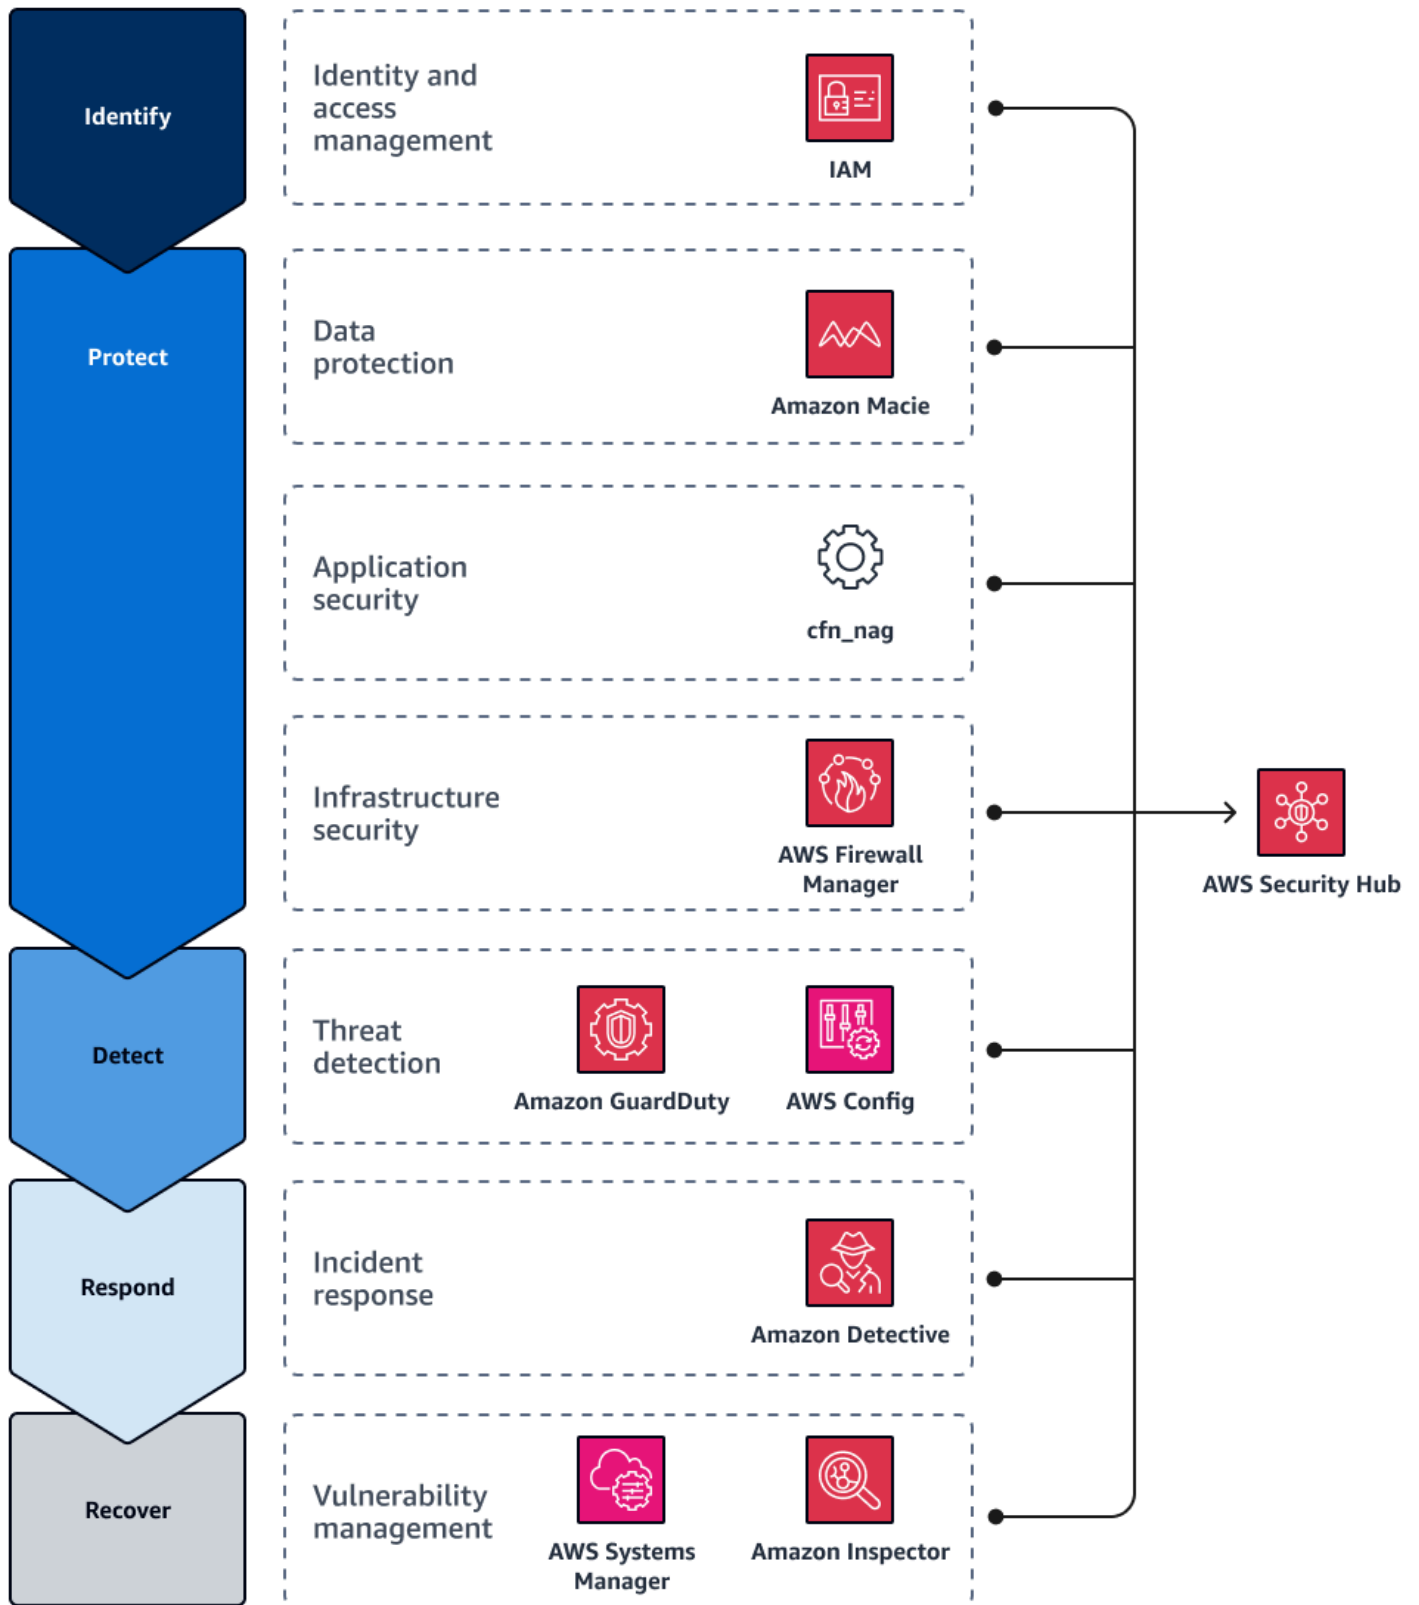 Identify
Identity and
access
management
IAM
Protect
Data
protection
Amazon Macie
Application
security
cfn_nag
Infrastructure
security
AWS Firewall
Manager
AWS Security Hub
Detect
Threat
detection
Amazon GuardDuty
AWS Config
Respond
Incident
response
Amazon Detective
Recover
Vulnerability
management
AWS Systems
Manager
Amazon Inspector